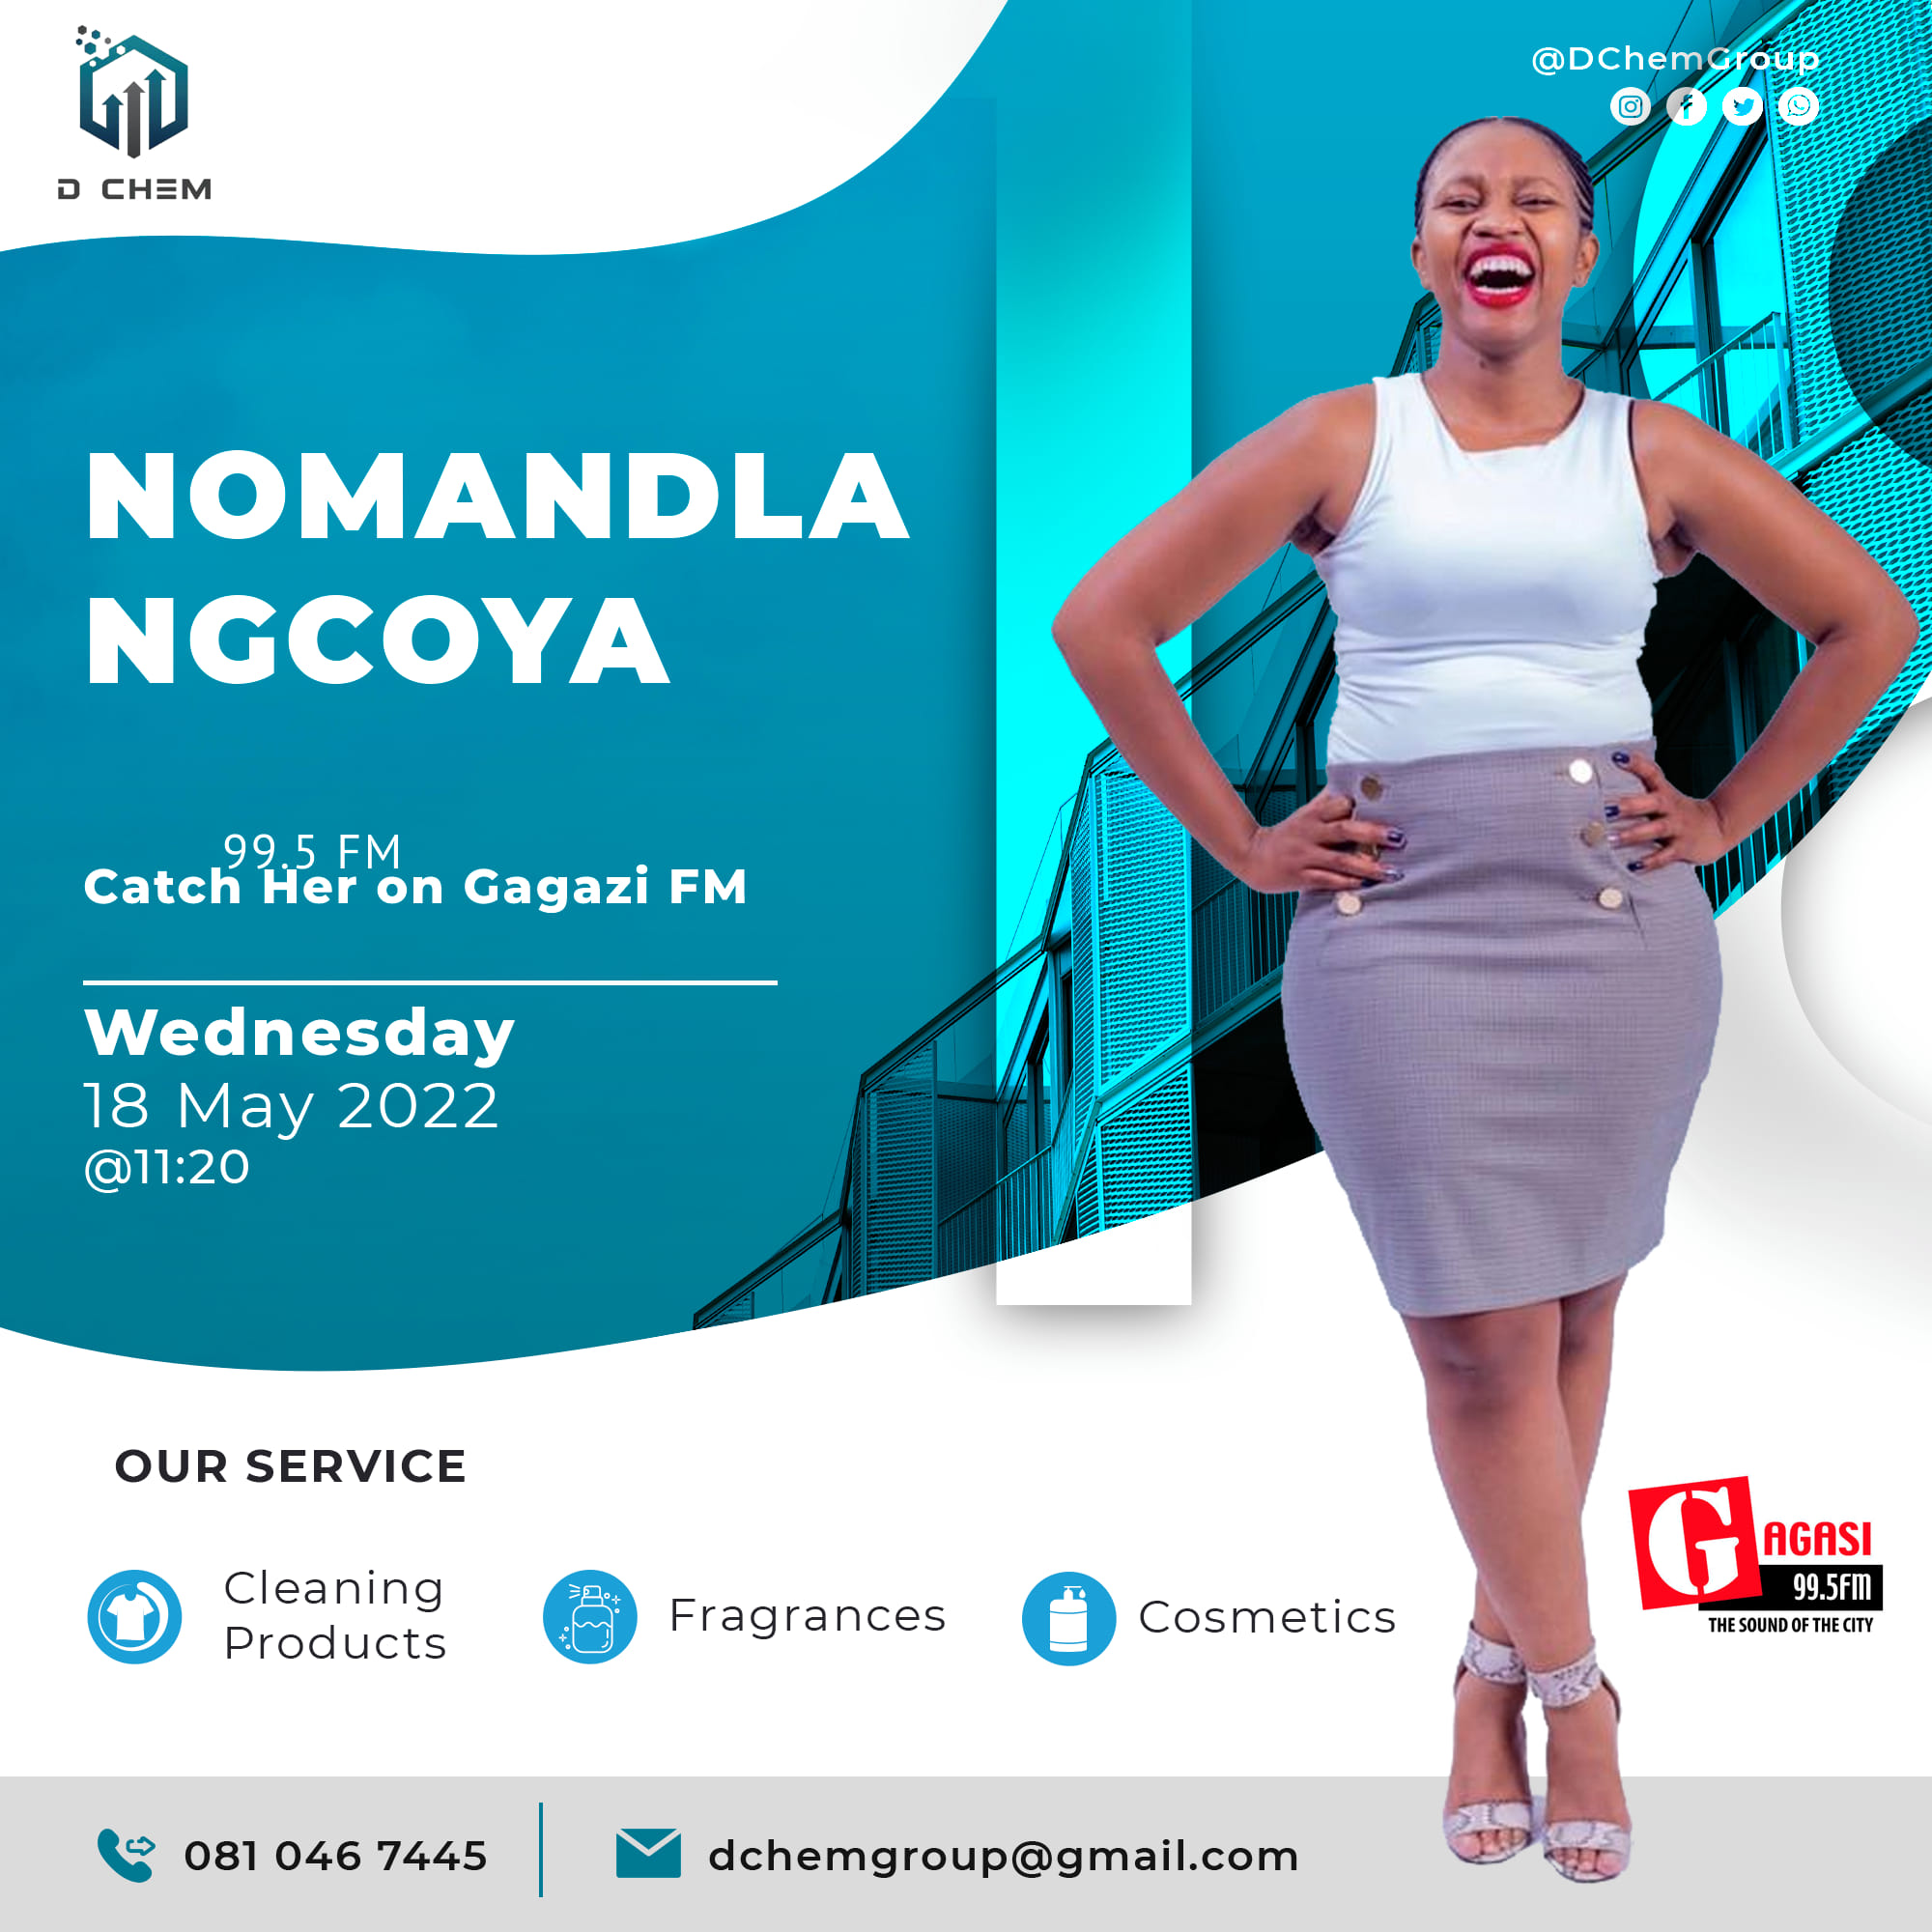 D CHEM
@DChemGroup
NOMANDLA
NGCOYA
99.5 FM
Catch Her on Gagazi FM
Wednesday
18 May 2022
@11:20
OUR SERVICE
Cleaning
Products
Fragrances
Cosmetics
GAGASI
99.5FM
THE SOUND OF THE CITY
081 046 7445
dchemgroup@gmail.com